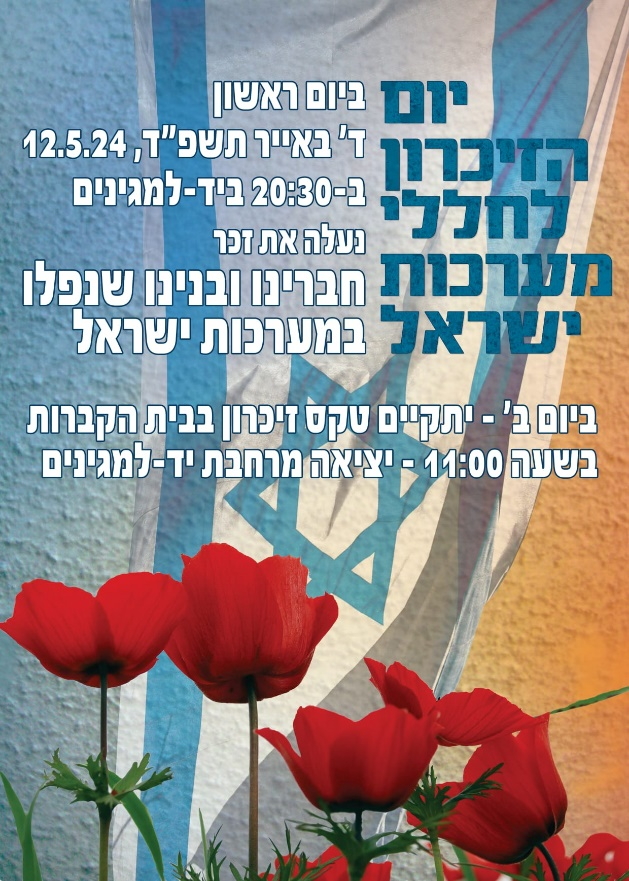 יום
הזיכרון
לחללי
מערכות
ישראל
ביום ראשון
ד' באייר תשפ"ד, 12.5.24
ב-20:30 ביד-למגינים
נעלה את זכר
חברינו ובנינו שנפלו
במערכות ישראל
ביום ב' - יתקיים טקס זיכרון בבית הקברות
בשעה 11:00 - יציאה מרחבת יד-למגינים